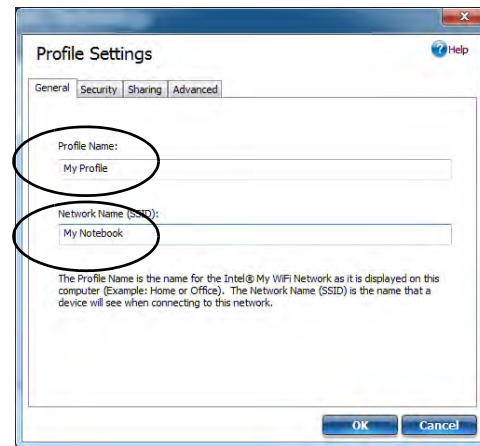 Profile Settings
Help
General Security Sharing Advanced
Profile Name:
My Profile
Network Name (SSID):
My Notebook
The Profile Name is the name for the Intel® My WiFi Network as it is displayed on this
computer (Example: Home or Office). The Network Name (SSID) is the name that a
device will see when connecting to this network.
OK Cancel